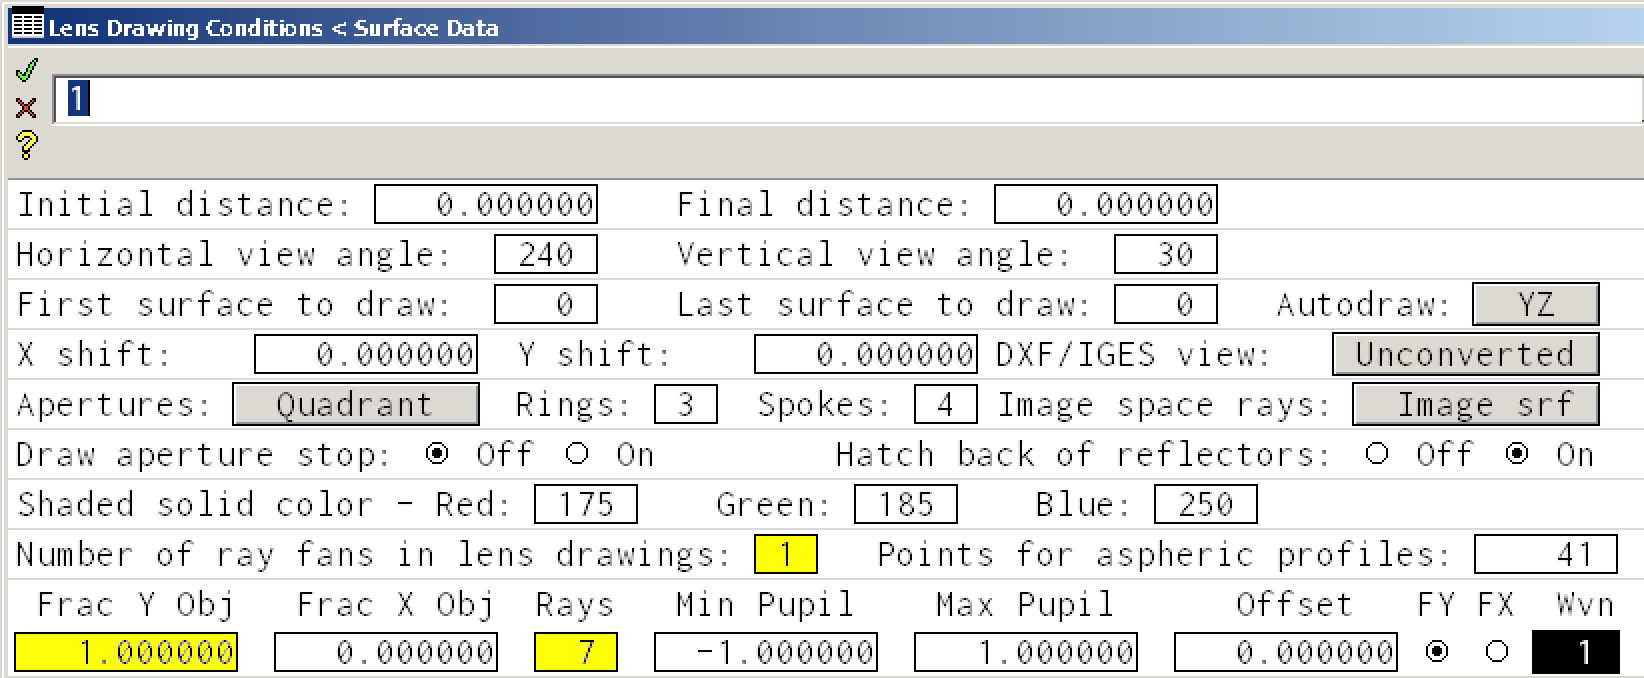 Lens Drawing Conditions < Surface Data
1
?
Initial distance: 0.000000 Final distance: 0.000000
Horizontal view angle: 240 Vertical view angle: 30
First surface to draw: 0 Last surface to draw: 0 Autodraw: YZ
X shift: 0.000000 Y shift: 0.000000 DXF/IGES view: Unconverted
Apertures: Quadrant Rings: 3 Spokes: 4 Image space rays: Image srf
Draw aperture stop: Off On Hatch back of reflectors: Off On
Shaded solid color - Red: 175 Green: 185 Blue: 250
Number of ray fans in lens drawings: 1 Points for aspheric profiles: 41
Frac Y Obj Frac X Obj Rays Min Pupil Max Pupil Offset FY FX Wvn
1.000000 0.000000 7 -1.000000 1.000000 0.000000 1